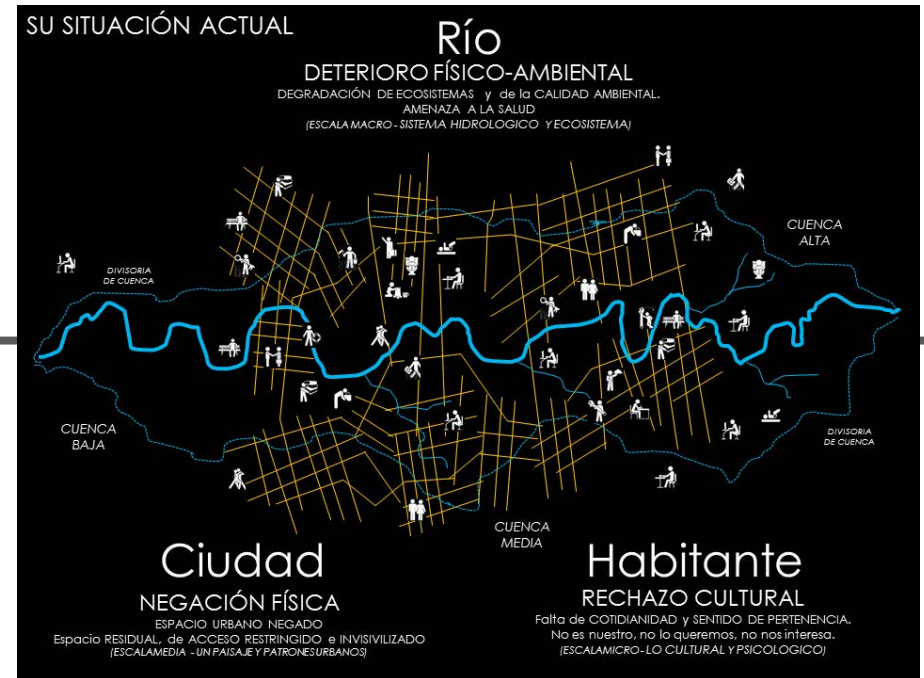 SU SITUACIÓN ACTUAL
Río
DETERIORO FÍSICO-AMBIENTAL
DEGRADACIÓN DE ECOSISTEMAS y de la CALIDAD AMBIENTAL.
AMENAZA A LA SALUD
(ESCALA MACRO - SISTEMA HIDROLOGICO Y ECOSISTEMA)
CUENCA
ALTA
DIVISORIA
DE CUENCA
CUENCA
BAJA
DIVISORIA
DE CUENCA
CUENCA
MEDIA
Ciudad
NEGACIÓN FÍSICA
ESPACIO URBANO NEGADO
Espacio RESIDUAL, de ACCESO RESTRINGIDO e INVISIVILIZADO
(ESCALAMEDIA - UN PAISAJE Y PATRONES URBANOS)
Habitante
RECHAZO CULTURAL
Falta de COTIDIANIDAD y SENTIDO DE PERTENENCIA.
No es nuestro, no lo queremos, no nos interesa.
(ESCALAMICRO - LO CULTURAL Y PSICOLOGICO)